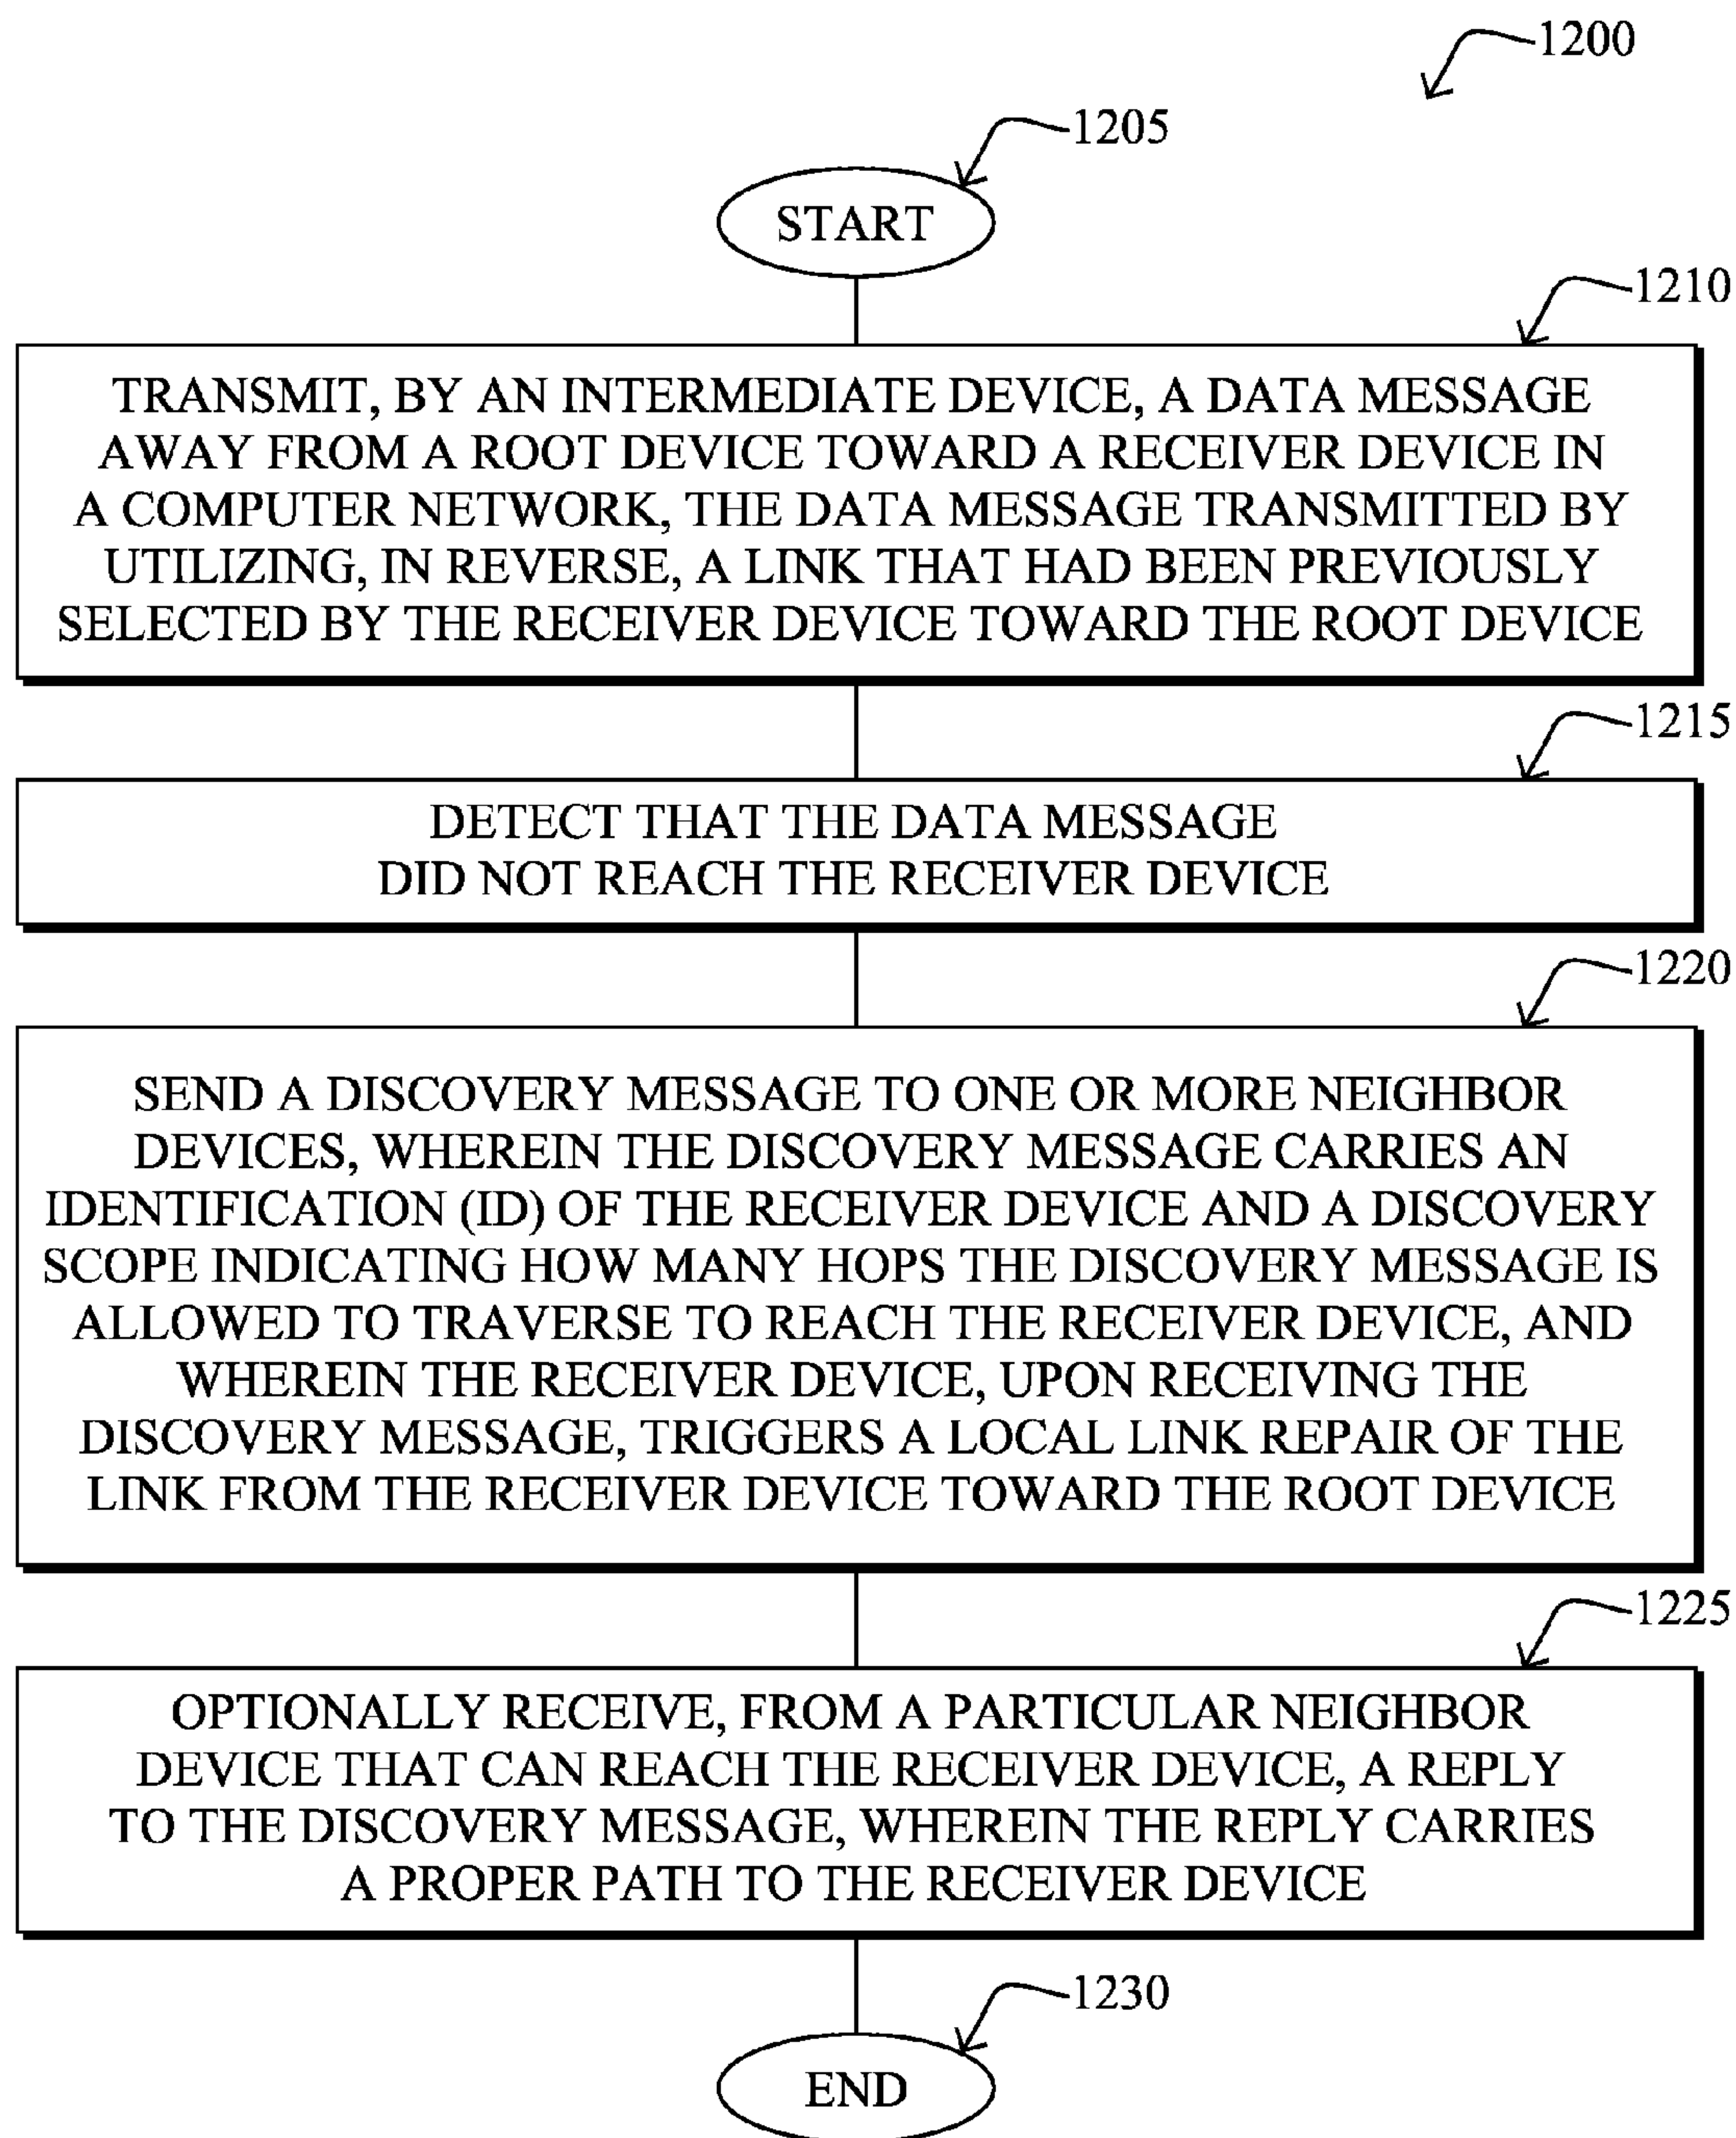 1200
1205
START
1210
TRANSMIT, BY AN INTERMEDIATE DEVICE, A DATA MESSAGE
AWAY FROM A ROOT DEVICE TOWARD A RECEIVER DEVICE IN
A COMPUTER NETWORK, THE DATA MESSAGE TRANSMITTED BY
UTILIZING, IN REVERSE, A LINK THAT HAD BEEN PREVIOUSLY
SELECTED BY THE RECEIVER DEVICE TOWARD THE ROOT DEVICE
1215
DETECT THAT THE DATA MESSAGE
DID NOT REACH THE RECEIVER DEVICE
1220
SEND A DISCOVERY MESSAGE TO ONE OR MORE NEIGHBOR
DEVICES, WHEREIN THE DISCOVERY MESSAGE CARRIES AN
IDENTIFICATION (ID) OF THE RECEIVER DEVICE AND A DISCOVERY
SCOPE INDICATING HOW MANY HOPS THE DISCOVERY MESSAGE IS
ALLOWED TO TRAVERSE TO REACH THE RECEIVER DEVICE, AND
WHEREIN THE RECEIVER DEVICE, UPON RECEIVING THE
DISCOVERY MESSAGE, TRIGGERS A LOCAL LINK REPAIR OF THE
LINK FROM THE RECEIVER DEVICE TOWARD THE ROOT DEVICE
1225
OPTIONALLY RECEIVE, FROM A PARTICULAR NEIGHBOR
DEVICE THAT CAN REACH THE RECEIVER DEVICE, A REPLY
TO THE DISCOVERY MESSAGE, WHEREIN THE REPLY CARRIES
A PROPER PATH TO THE RECEIVER DEVICE
1230
END